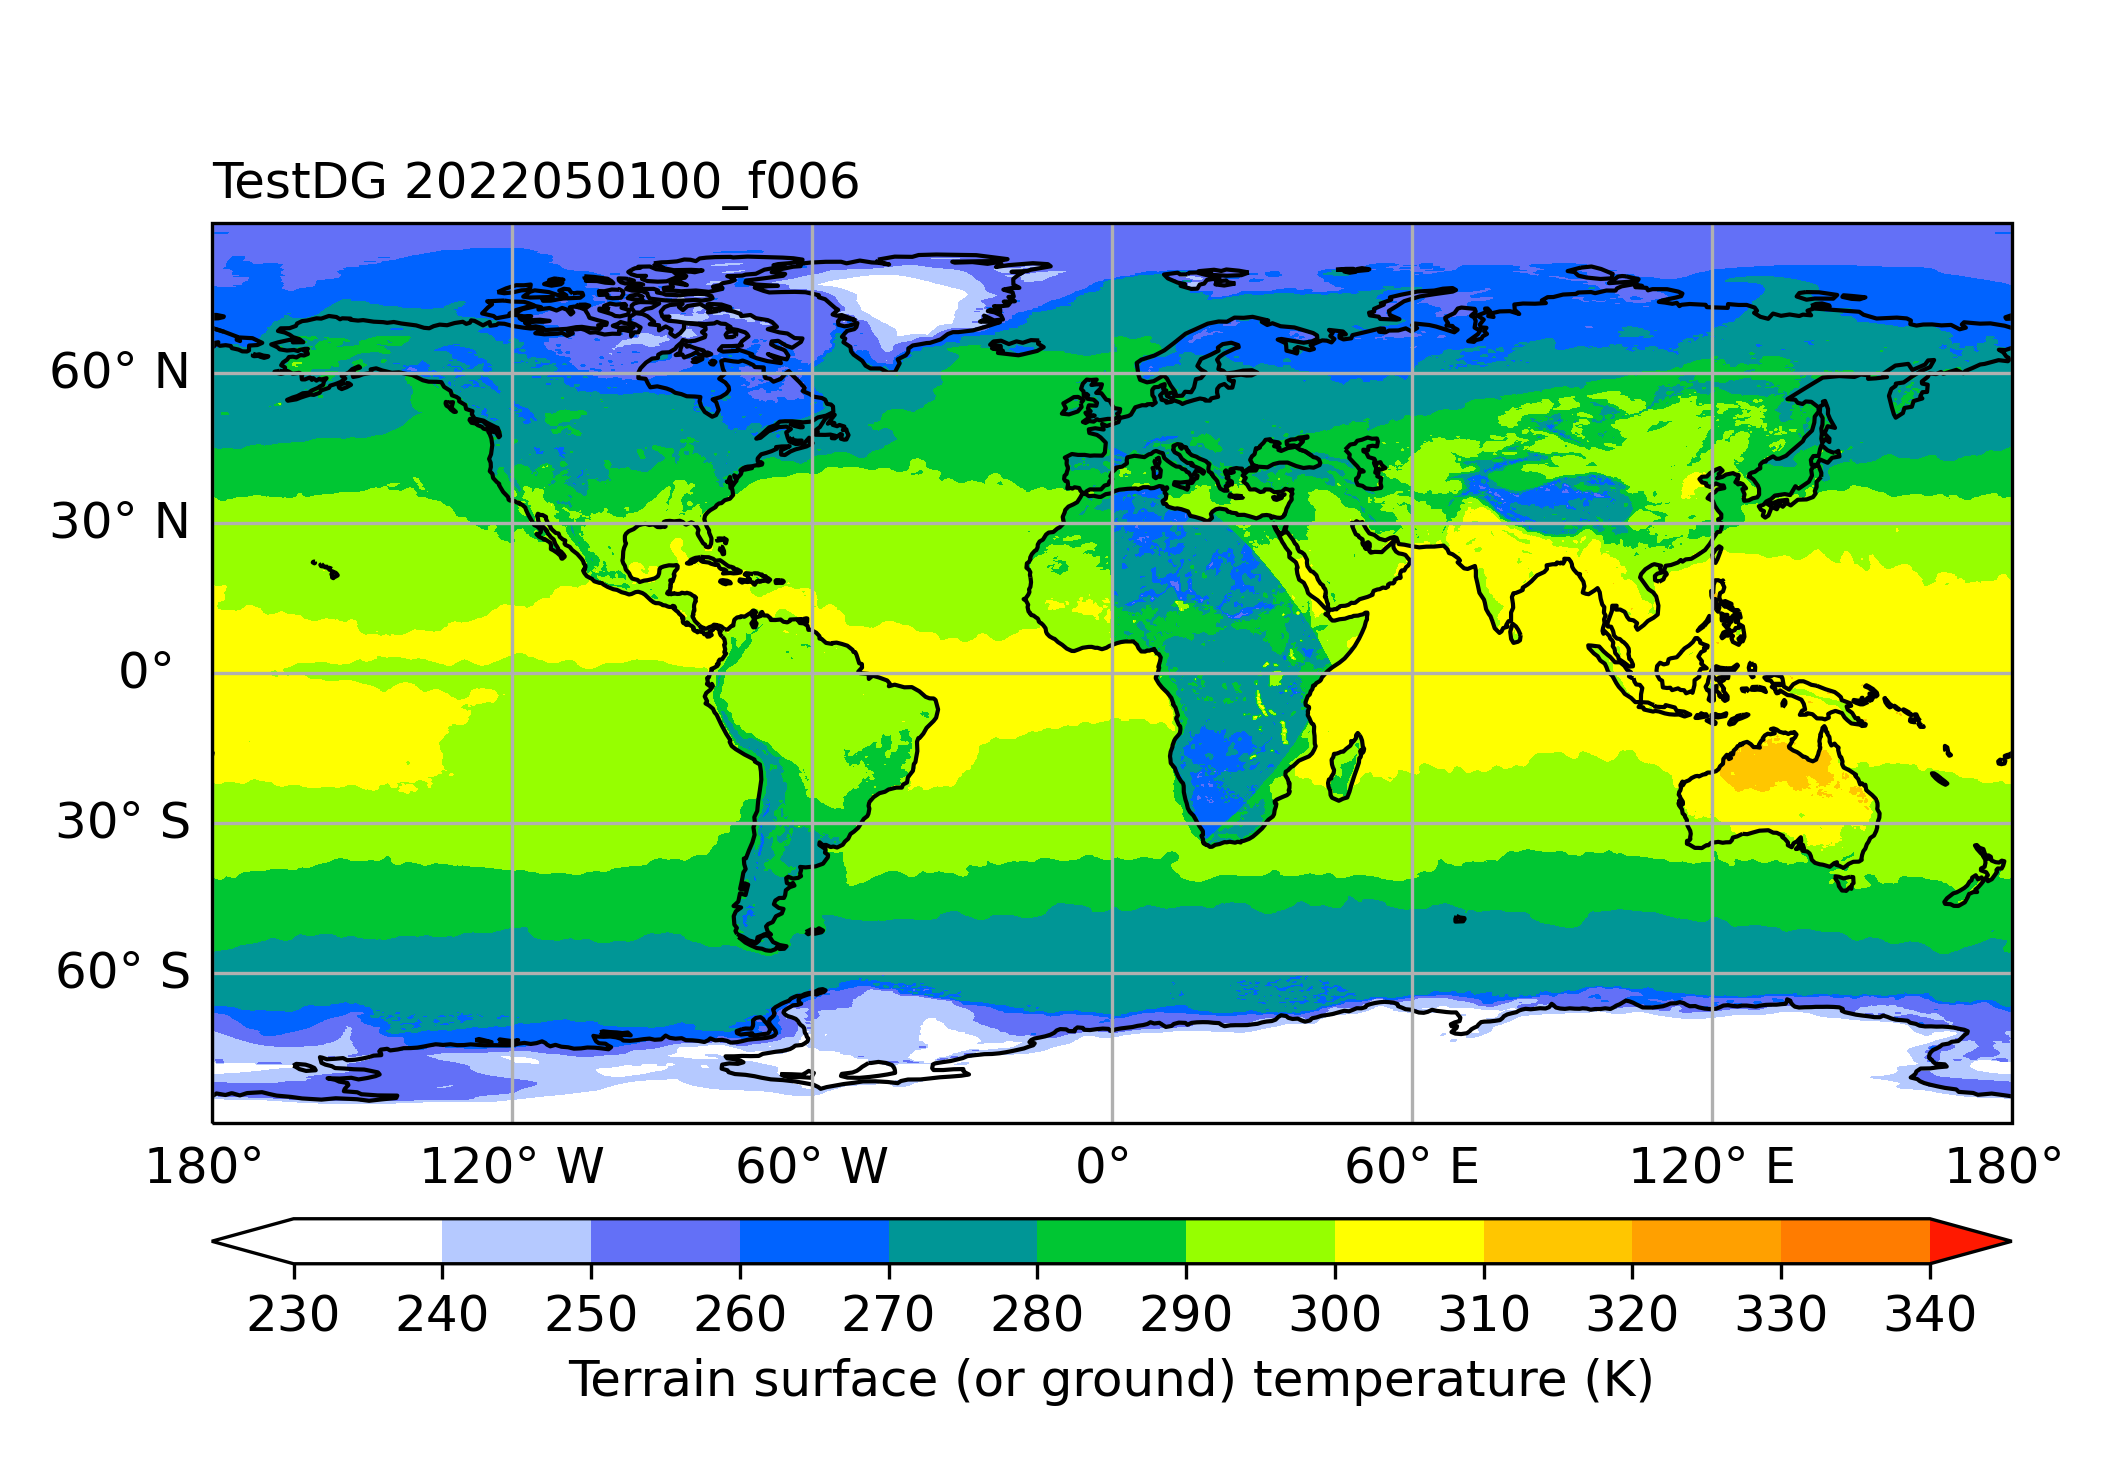 TestDG 2022050100_f006
60° N
30° N
0°
30° S
60° S
180° 120° W 60° W 0° 60° E 120° E 180°
230 240 250 260 270 280 290 300 310 320 330 340
Terrain surface (or ground) temperature (K)